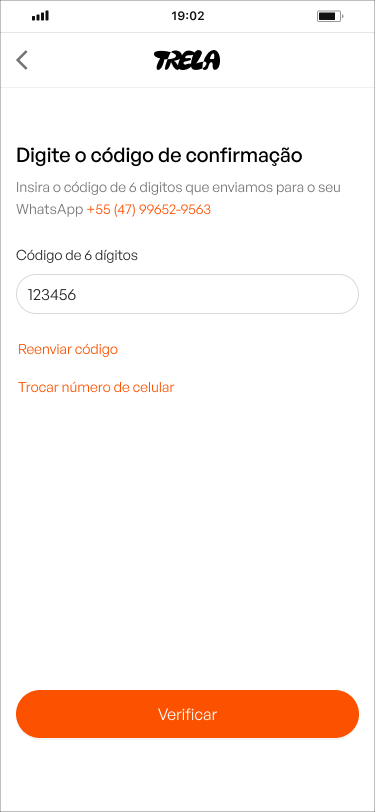 19:02
TRELA
Digite o código de confirmação
Insira o código de 6 digitos que enviamos para o seu
WhatsApp +55 (47) 99652-9563
Código de 6 dígitos
123456
Reenviar código
Trocar número de celular
Verificar